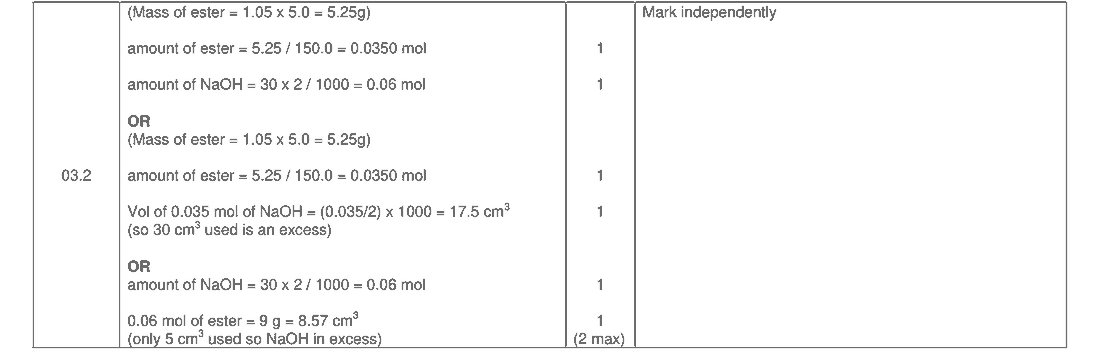 (Mass of ester = 1.05 x 5.0 = 5.25g)
Mark independently
amount of ester = 5.25 / 150.0 = 0.0350 mol 1
amount of NaOH = 30 x 2 / 1000 = 0.06 mol 1
OR
(Mass of ester = 1.05 x 5.0 = 5.25g)
03.2 amount of ester = 5.25 / 150.0 = 0.0350 mol 1
Vol of 0.035 mol of NaOH = (0.035/2) x 1000 = 17.5 cm³ 1
(so 30 cm³ used is an excess)
OR
amount of NaOH = 30 x 2 / 1000 = 0.06 mol 1
0.06 mol of ester = 9 g = 8.57 cm³ 1
(only 5 cm³ used so NaOH in excess) (2 max)